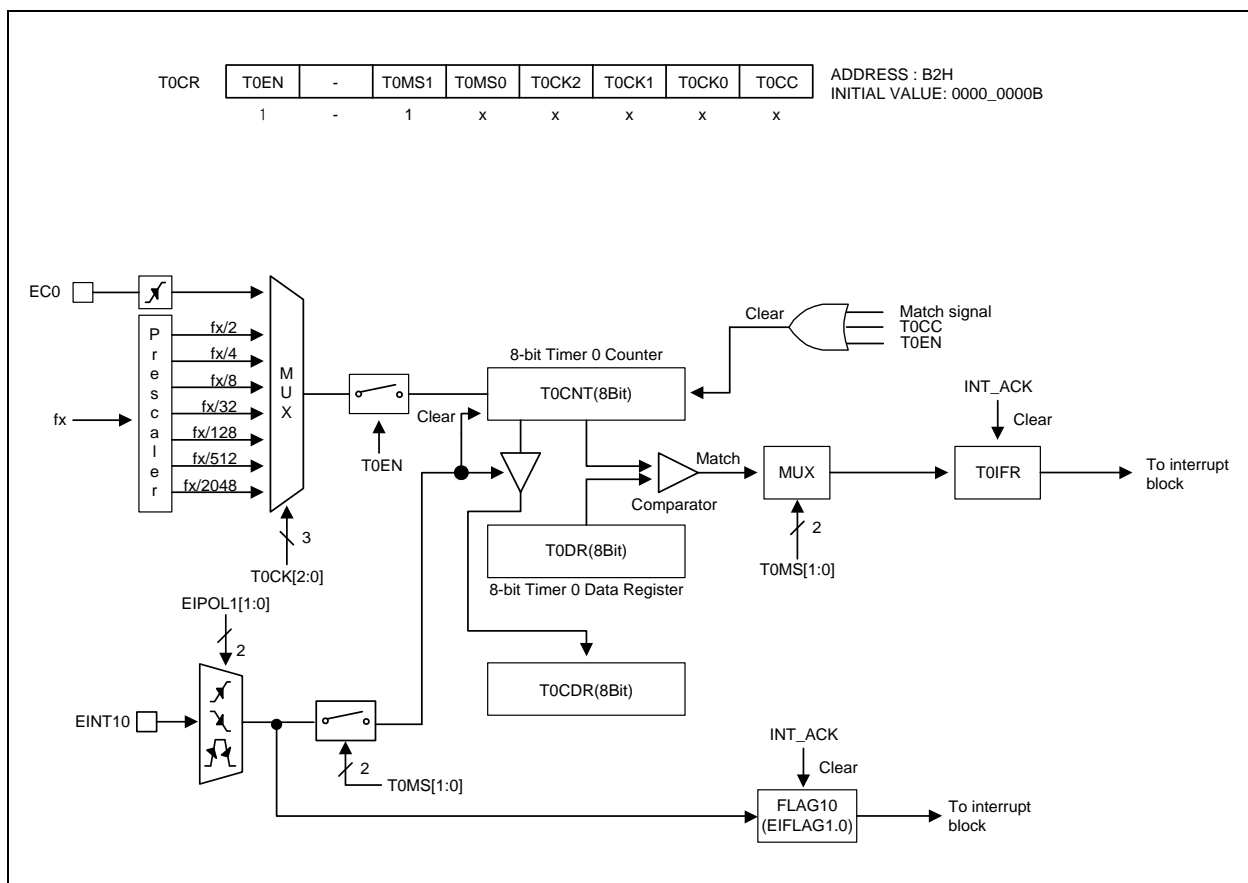 T0CR T0EN - T0MS1 T0MS0 T0CK2 T0CK1 T0CK0 T0CC
ADDRESS : B2H
INITIAL VALUE: 0000_0000B
1 - 1 x x x x x
EC0
Prescaler
fx
fx/2
fx/4
fx/8
fx/32
fx/128
fx/512
fx/2048
MUX
3
T0CK[2:0]
T0EN
Clear
8-bit Timer 0 Counter
T0CNT(8Bit)
Clear
Match signal
T0CC
T0EN
Match
Comparator
T0DR(8Bit)
8-bit Timer 0 Data Register
T0CDR(8Bit)
MUX
2
T0MS[1:0]
INT_ACK
Clear
T0IFR
To interrupt
block
EIPOL1[1:0]
2
EINT10
2
T0MS[1:0]
INT_ACK
Clear
FLAG10
(EIFLAG1.0)
To interrupt
block